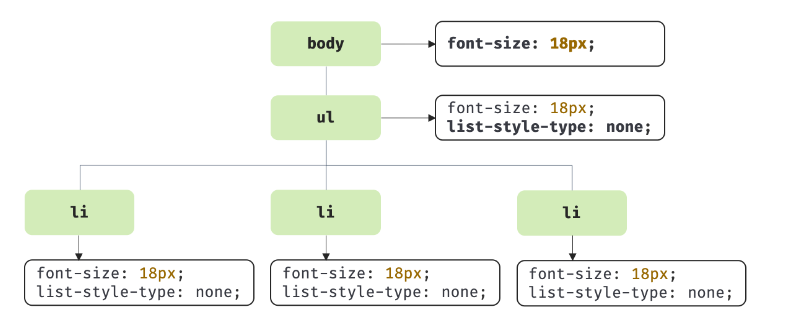 body
font-size: 18px;
ul
font-size: 18px;
list-style-type: none;
li
li
li
font-size: 18px;
list-style-type: none;
font-size: 18px;
list-style-type: none;
font-size: 18px;
list-style-type: none;